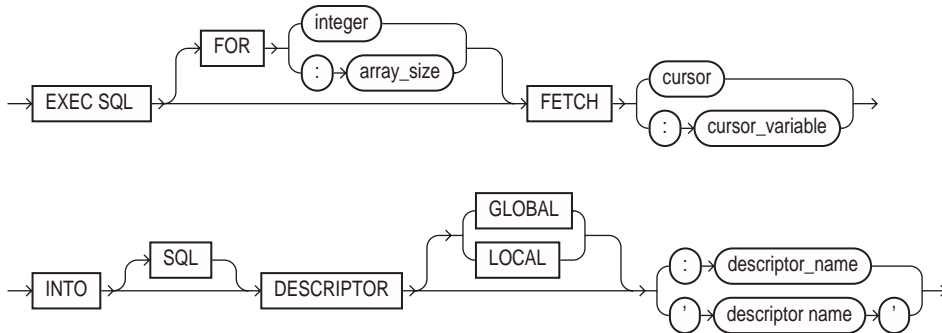 integer
FOR
: array_size
EXEC SQL
FETCH
cursor
: cursor_variable
GLOBAL
SQL
LOCAL
INTO
DESCRIPTOR
: descriptor_name
' descriptor name '